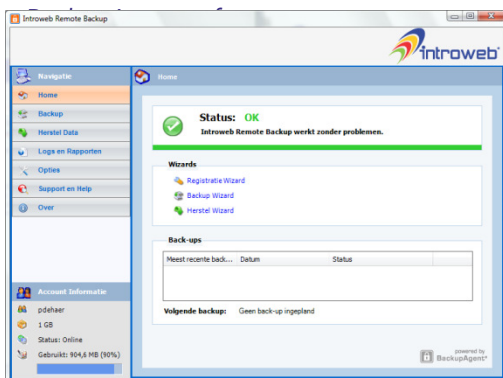 Introweb Remote Backup
introweb
Navigatie
Home
Backup
Herstel Data
Logs en Rapporten
Opties
Support en Help
Over
Account Informatie
pdehaer
1 GB
Status: Online
Gebruikt: 904,6 MB (90%)
Home
Status: OK
Introweb Remote Backup werkt zonder problemen.
Wizards
Registratie Wizard
Backup Wizard
Herstel Wizard
Back-ups
Meest recente back... Datum Status
Volgende backup: Geen back-up ingepland
powered by
BackupAgent